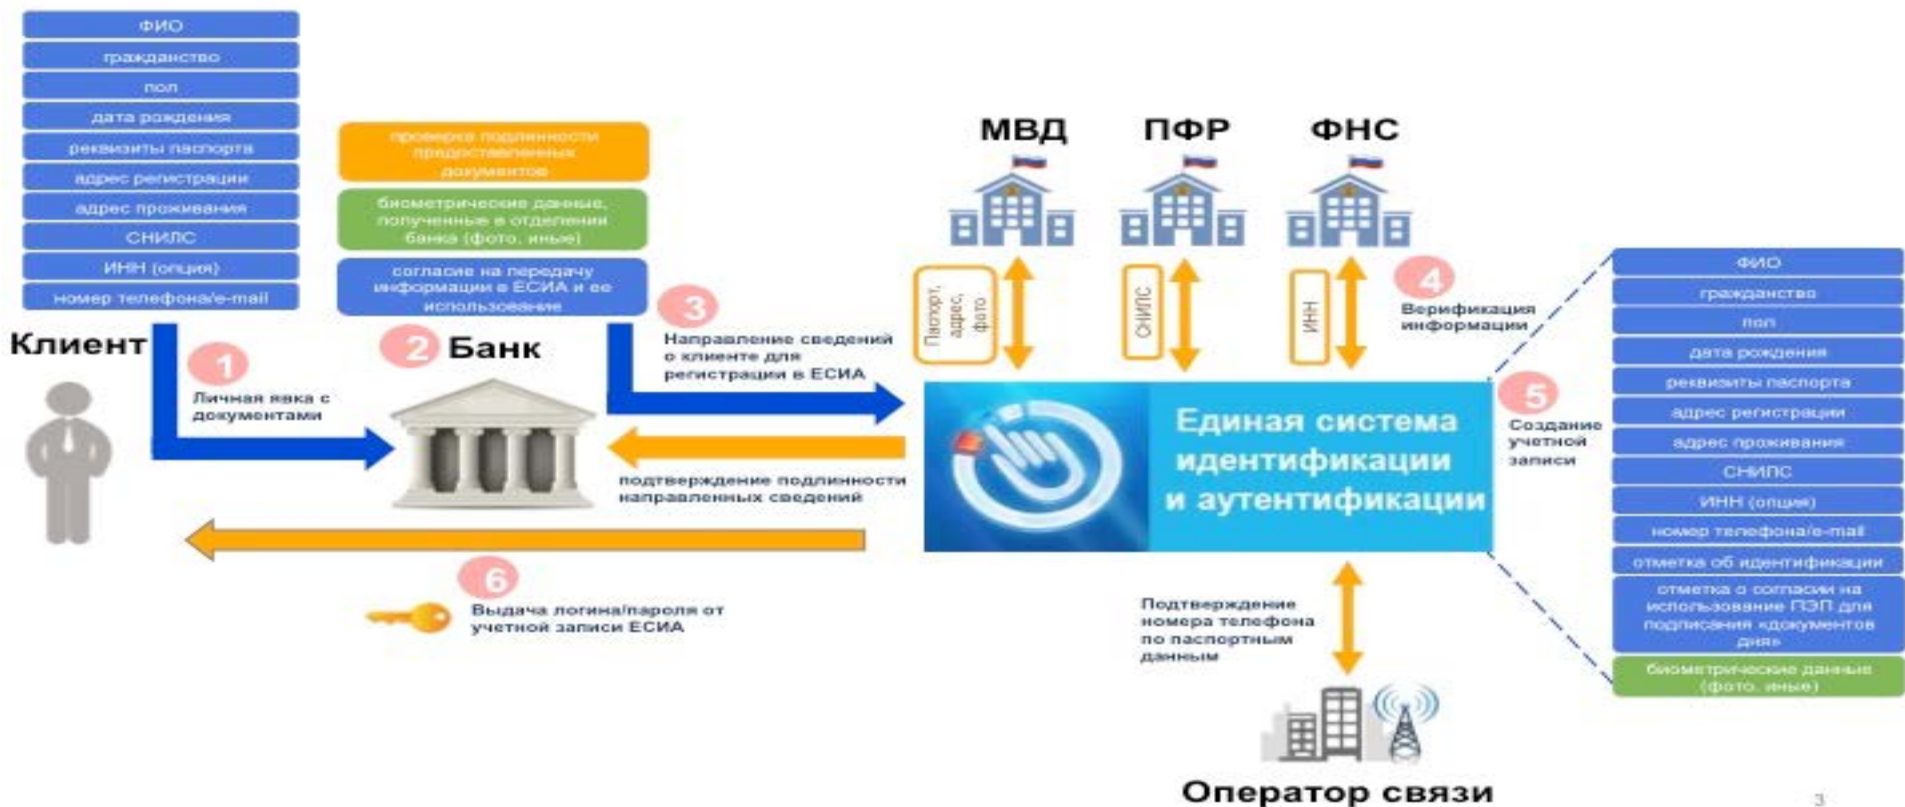 ФИО
гражданство
пол
дата рождения
реквизиты паспорта
адрес регистрации
адрес проживания
СНИЛС
ИНН (опция)
номер телефона/e-mail
Клиент
1
Личная явка с
документами
проверка подлинности
предоставленных
документов
биометрические данные,
полученные в отделении
банка (фото, иные)
согласие на передачу
информации в ЕСИА и ее
использование
2 Банк
3
Направление сведений
о клиенте для
регистрации в ЕСИА
подтверждение подлинности
направленных сведений
МВД
ПФР
ФНС
Паспорт,
адрес,
фото
СНИЛС
ИНН
4
Верификация
информации
Единая система
идентификации
и аутентификации
5
Создание
учетной
записи
ФИО
гражданство
пол
дата рождения
реквизиты паспорта
адрес регистрации
адрес проживания
СНИЛС
ИНН (опция)
номер телефона/e-mail
отметка об идентификации
отметка о согласии на
использование ПЭП для
подписания «документов
дня»
биометрические данные
(фото, иные)
6
Выдача логина/пароля от
учетной записи ЕСИА
Подтверждение
номера телефона
по паспортным
данным
Оператор связи
3